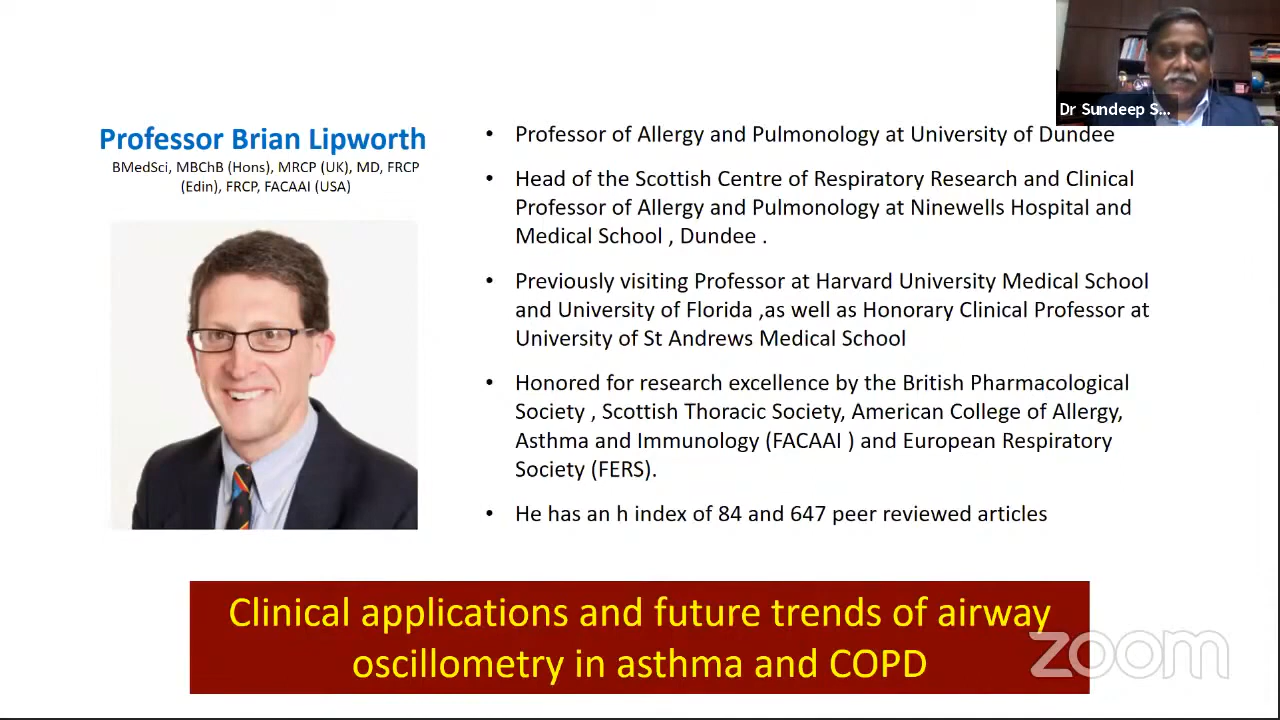 Professor Brian Lipworth
BMedSci, MBChB (Hons), MRCP (UK), MD, FRCP
(Edin), FRCP, FACAAI (USA)
• Professor of Allergy and Pulmonology at University of Dundee
• Head of the Scottish Centre of Respiratory Research and Clinical
Professor of Allergy and Pulmonology at Ninewells Hospital and
Medical School , Dundee .
• Previously visiting Professor at Harvard University Medical School
and University of Florida ,as well as Honorary Clinical Professor at
University of St Andrews Medical School
• Honored for research excellence by the British Pharmacological
Society , Scottish Thoracic Society, American College of Allergy,
Asthma and Immunology (FACAAI ) and European Respiratory
Society (FERS).
• He has an h index of 84 and 647 peer reviewed articles
Clinical applications and future trends of airway
oscillometry in asthma and COPD
Dr Sundeep S...
zoom